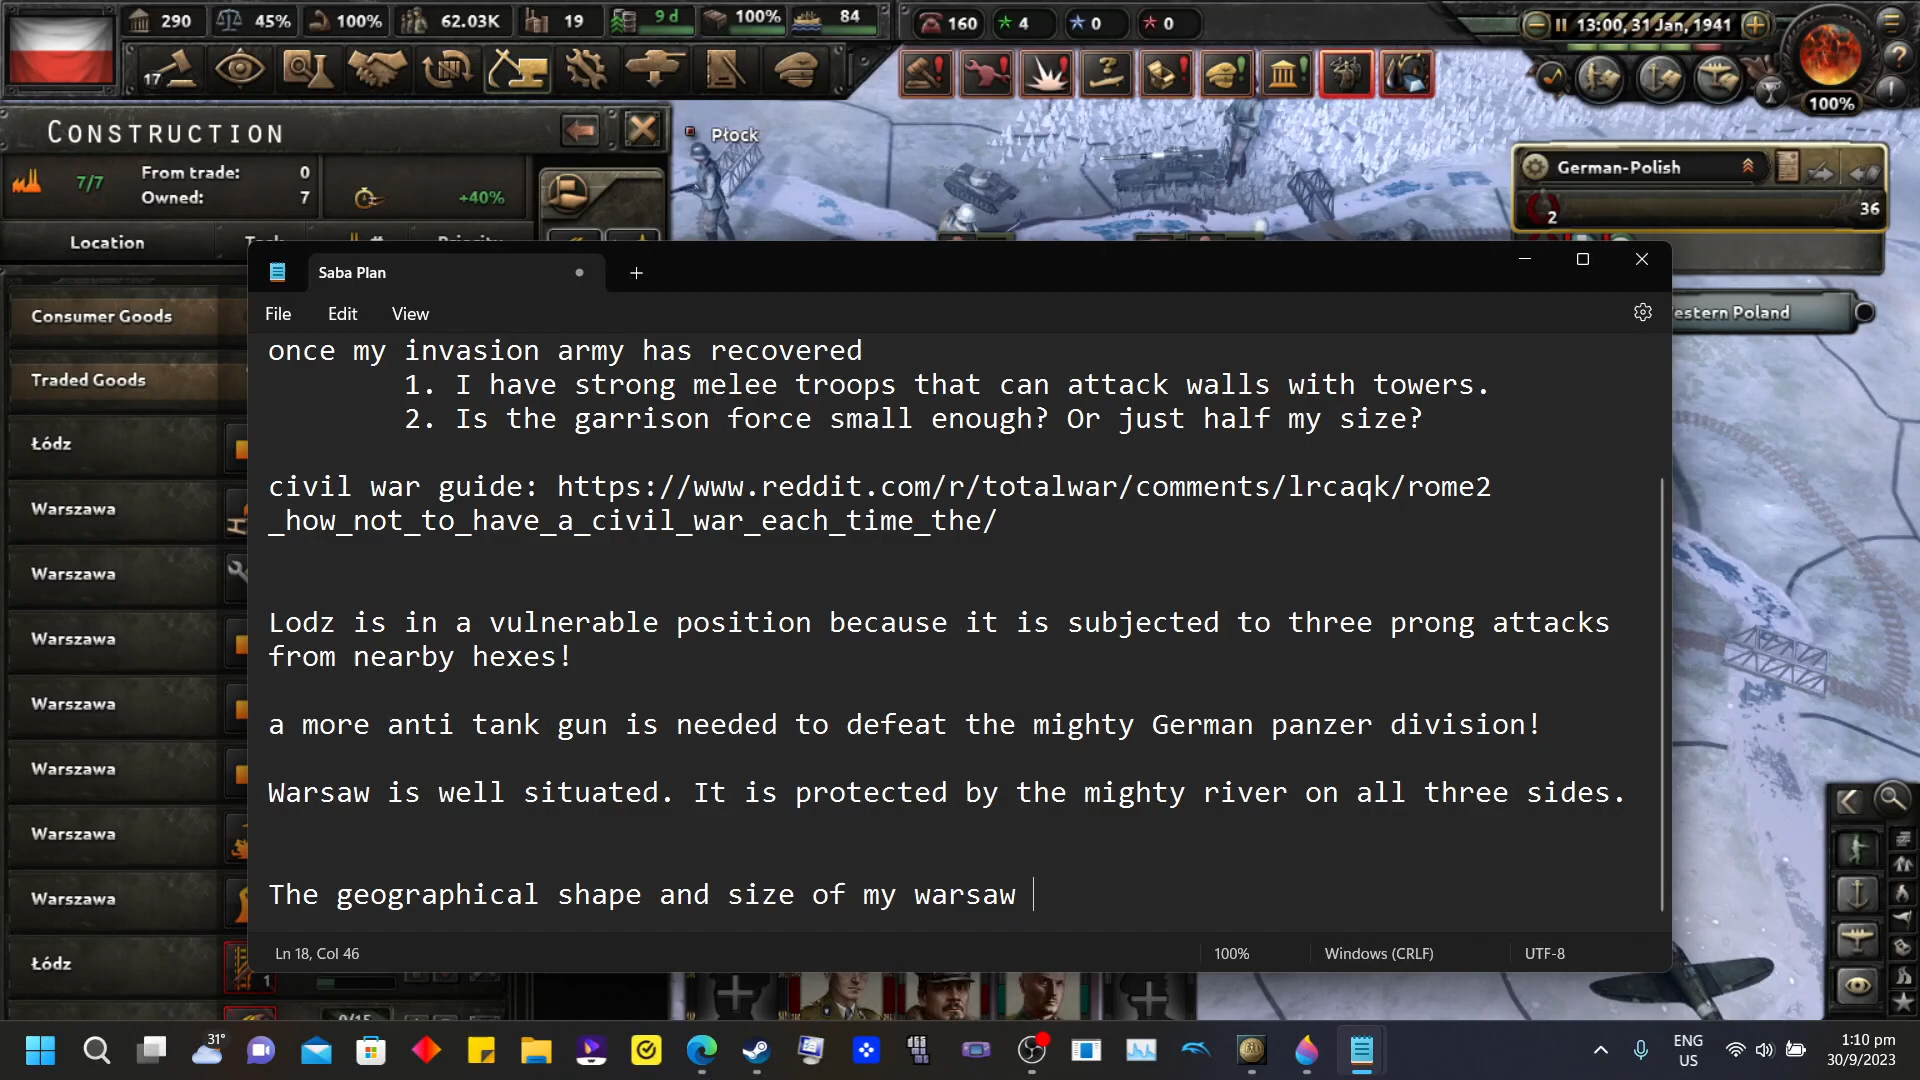 290 45% 100% 62.03K 19 9 d 100% 84 160 4 0 0 13:00, 31 Jan, 1941
17
100%
CONSTRUCTION
Płock
7/7 From trade: 0
Owned: 7
+40%
Location
German-Polish
2 36
Western Poland
Consumer Goods
Traded Goods
Łódz
Warszawa
Warszawa
Warszawa
Warszawa
Warszawa
Warszawa
Warszawa
Łódz
1
0/15
Saba Plan
File Edit View
once my invasion army has recovered
1. I have strong melee troops that can attack walls with towers.
2. Is the garrison force small enough? Or just half my size?
civil war guide: https://www.reddit.com/r/totalwar/comments/lrcaqk/rome2
_how_not_to_have_a_civil_war_each_time_the/
Lodz is in a vulnerable position because it is subjected to three prong attacks
from nearby hexes!
a more anti tank gun is needed to defeat the mighty German panzer division!
Warsaw is well situated. It is protected by the mighty river on all three sides.
The geographical shape and size of my warsaw
Ln 18, Col 46 100% Windows (CRLF) UTF-8
31°
ENG
US
1:10 pm
30/9/2023